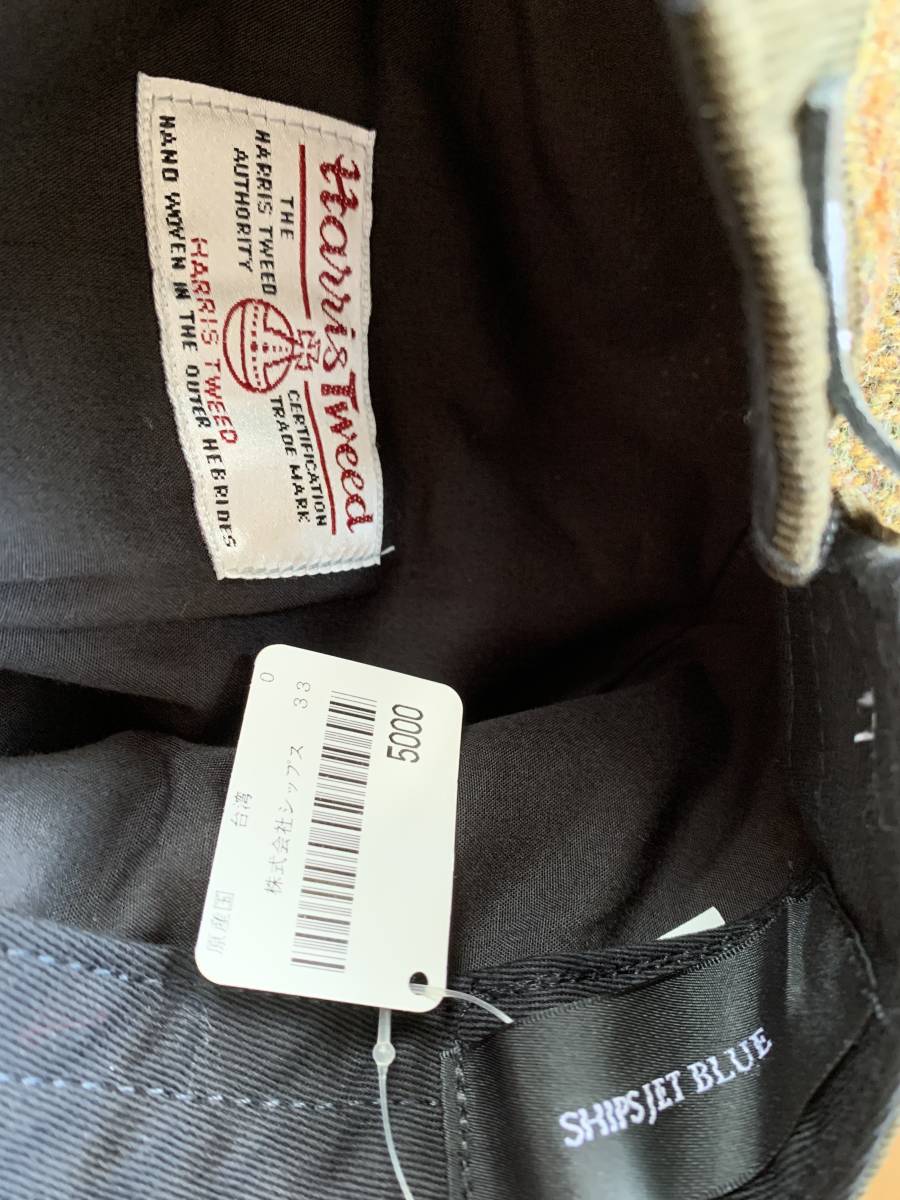 Harris Tweed
THE
HARRIS TWEED
AUTHORITY
CERTIFICATION
TRADE MARK
HARRIS TWEED
HAND WOVEN IN THE OUTER HEBRIDES
5000
33
株式会社シップス
0
台湾
原産国
SHIPS JET BLUE